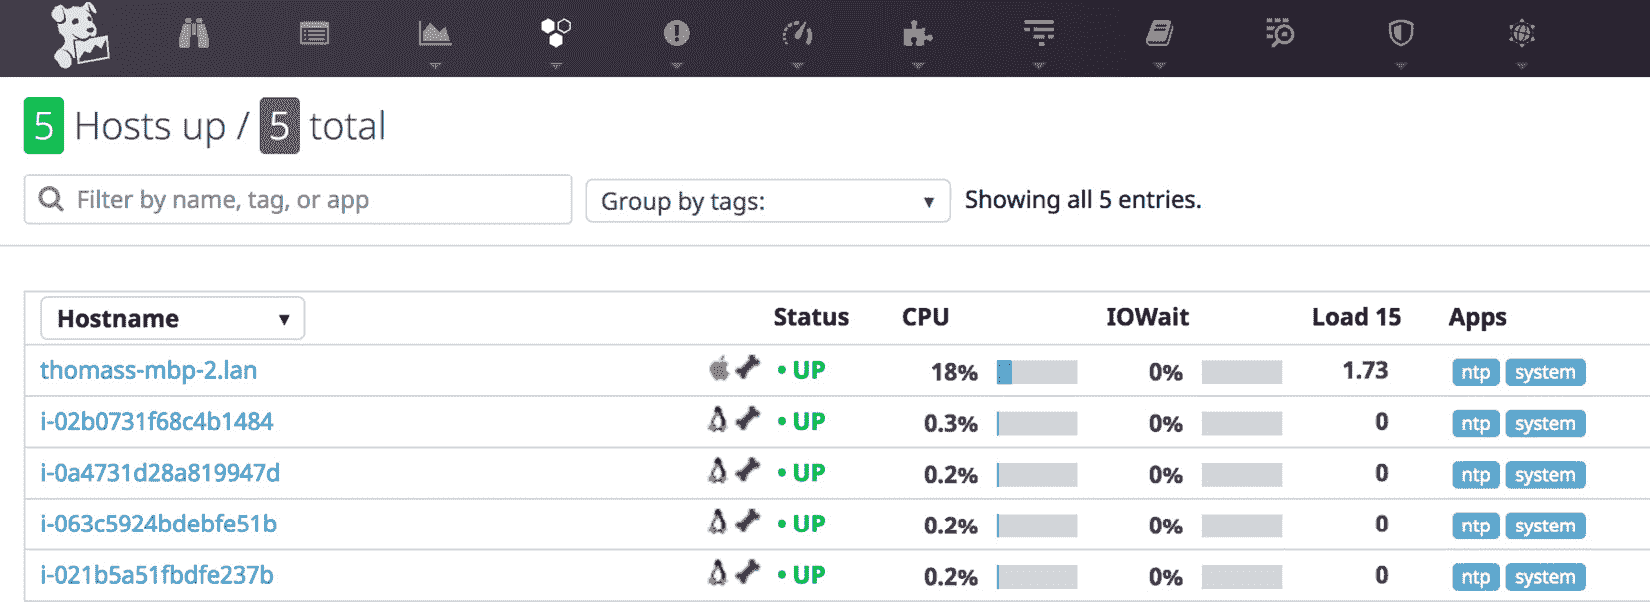 5 Hosts up / 5 total
Filter by name, tag, or app Group by tags: Showing all 5 entries.
Hostname Status CPU IOWait Load 15 Apps
thomass-mbp-2.lan UP 18% 0% 1.73 ntp system
i-02b0731f68c4b1484 UP 0.3% 0% 0 ntp system
i-0a4731d28a819947d UP 0.2% 0% 0 ntp system
i-063c5924bdebfe51b UP 0.2% 0% 0 ntp system
i-021b5a51fbdfe237b UP 0.2% 0% 0 ntp system